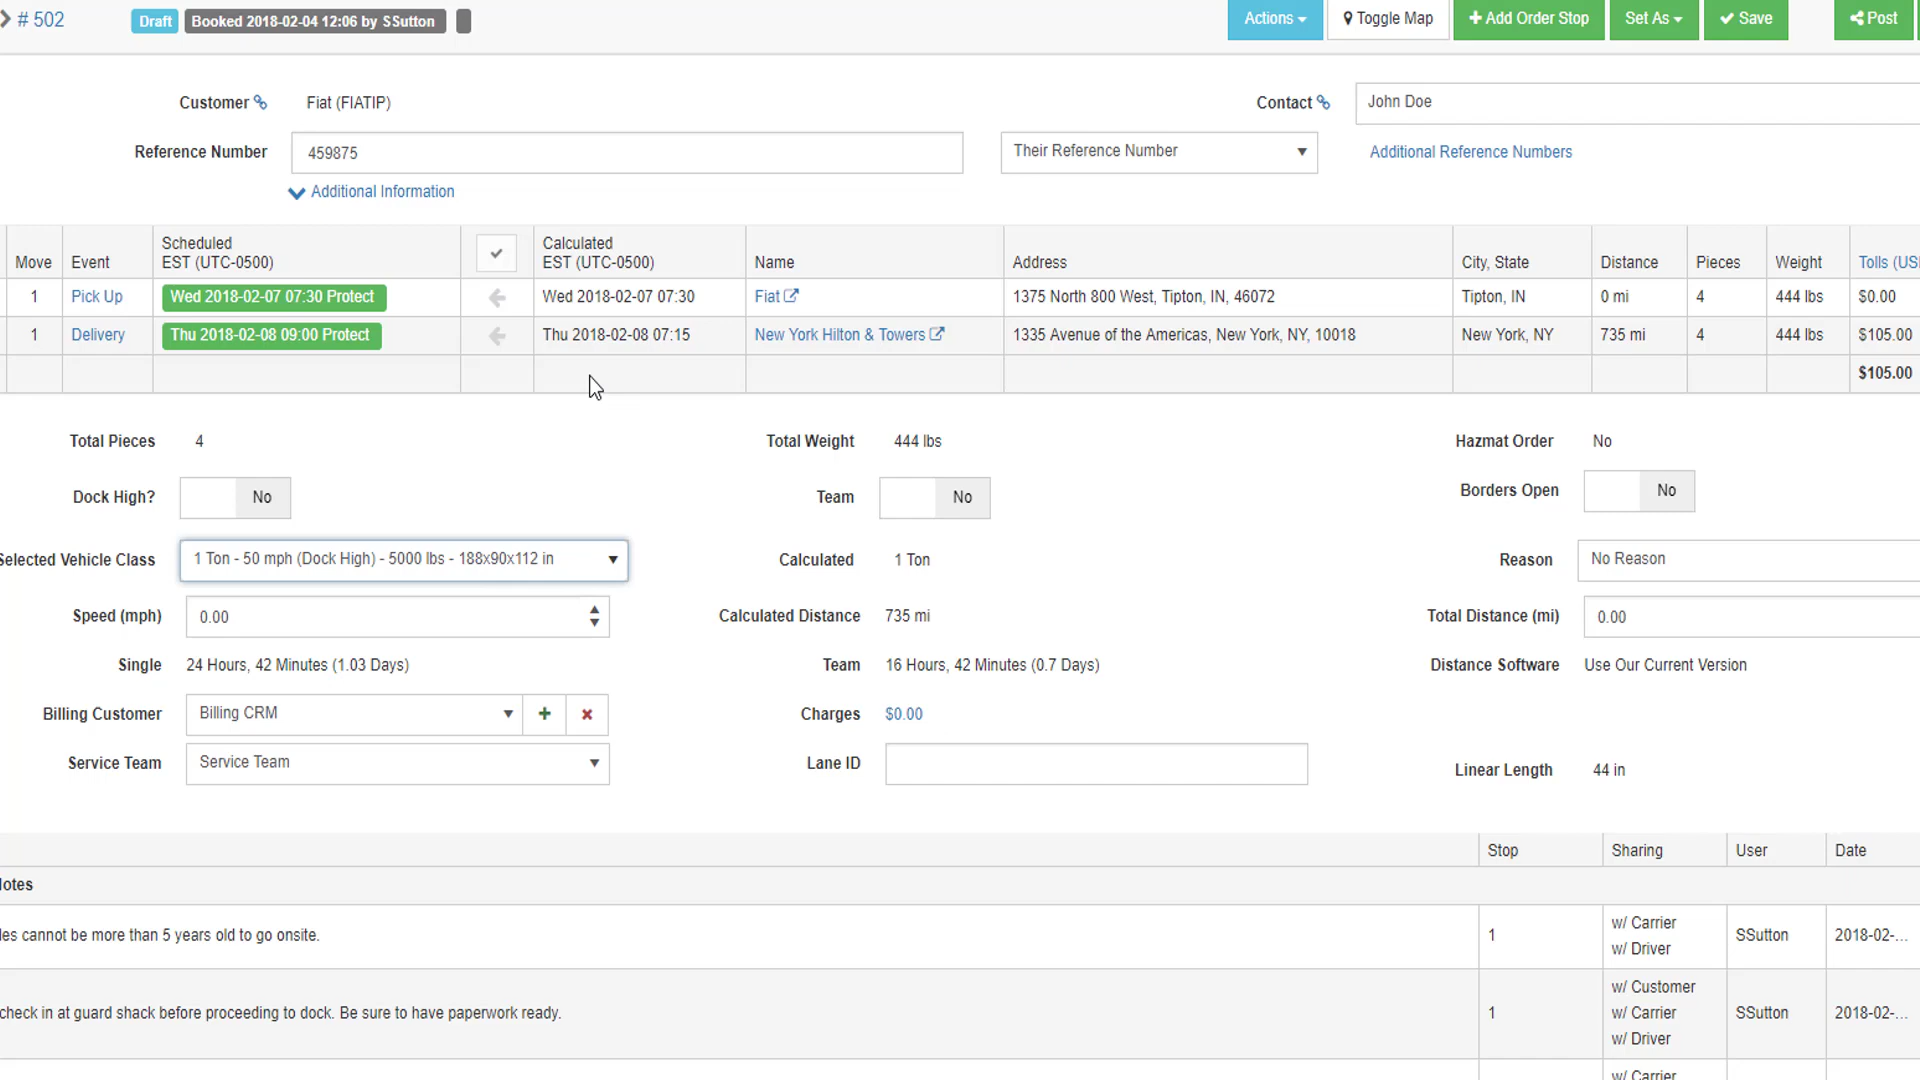 # 502 Draft Booked 2018-02-04 12:06 by SSutton Actions Toggle Map Add Order Stop Set As Save Post
Customer Fiat (FIATIP) Contact John Doe
Reference Number 459875 Their Reference Number Additional Reference Numbers
Additional Information
Move Event Scheduled EST (UTC-0500) Calculated EST (UTC-0500) Name Address City, State Distance Pieces Weight Tolls (US
1 Pick Up Wed 2018-02-07 07:30 Protect Wed 2018-02-07 07:30 Fiat 1375 North 800 West, Tipton, IN, 46072 Tipton, IN 0 mi 4 444 lbs $0.00
1 Delivery Thu 2018-02-08 09:00 Protect Thu 2018-02-08 07:15 New York Hilton & Towers 1335 Avenue of the Americas, New York, NY, 10018 New York, NY 735 mi 4 444 lbs $105.00
$105.00
Total Pieces 4 Total Weight 444 lbs Hazmat Order No
Dock High? No Team No Borders Open No
Selected Vehicle Class 1 Ton - 50 mph (Dock High) - 5000 lbs - 188x90x112 in Calculated 1 Ton Reason No Reason
Speed (mph) 0.00 Calculated Distance 735 mi Total Distance (mi) 0.00
Single 24 Hours, 42 Minutes (1.03 Days) Team 16 Hours, 42 Minutes (0.7 Days) Distance Software Use Our Current Version
Billing Customer Billing CRM Charges $0.00
Service Team Service Team Lane ID Linear Length 44 in
Stop Sharing User Date
lotes
les cannot be more than 5 years old to go onsite. 1 w/ Carrier w/ Driver SSutton 2018-02-...
check in at guard shack before proceeding to dock. Be sure to have paperwork ready. 1 w/ Customer w/ Carrier w/ Driver SSutton 2018-02-...
w/ Carrier